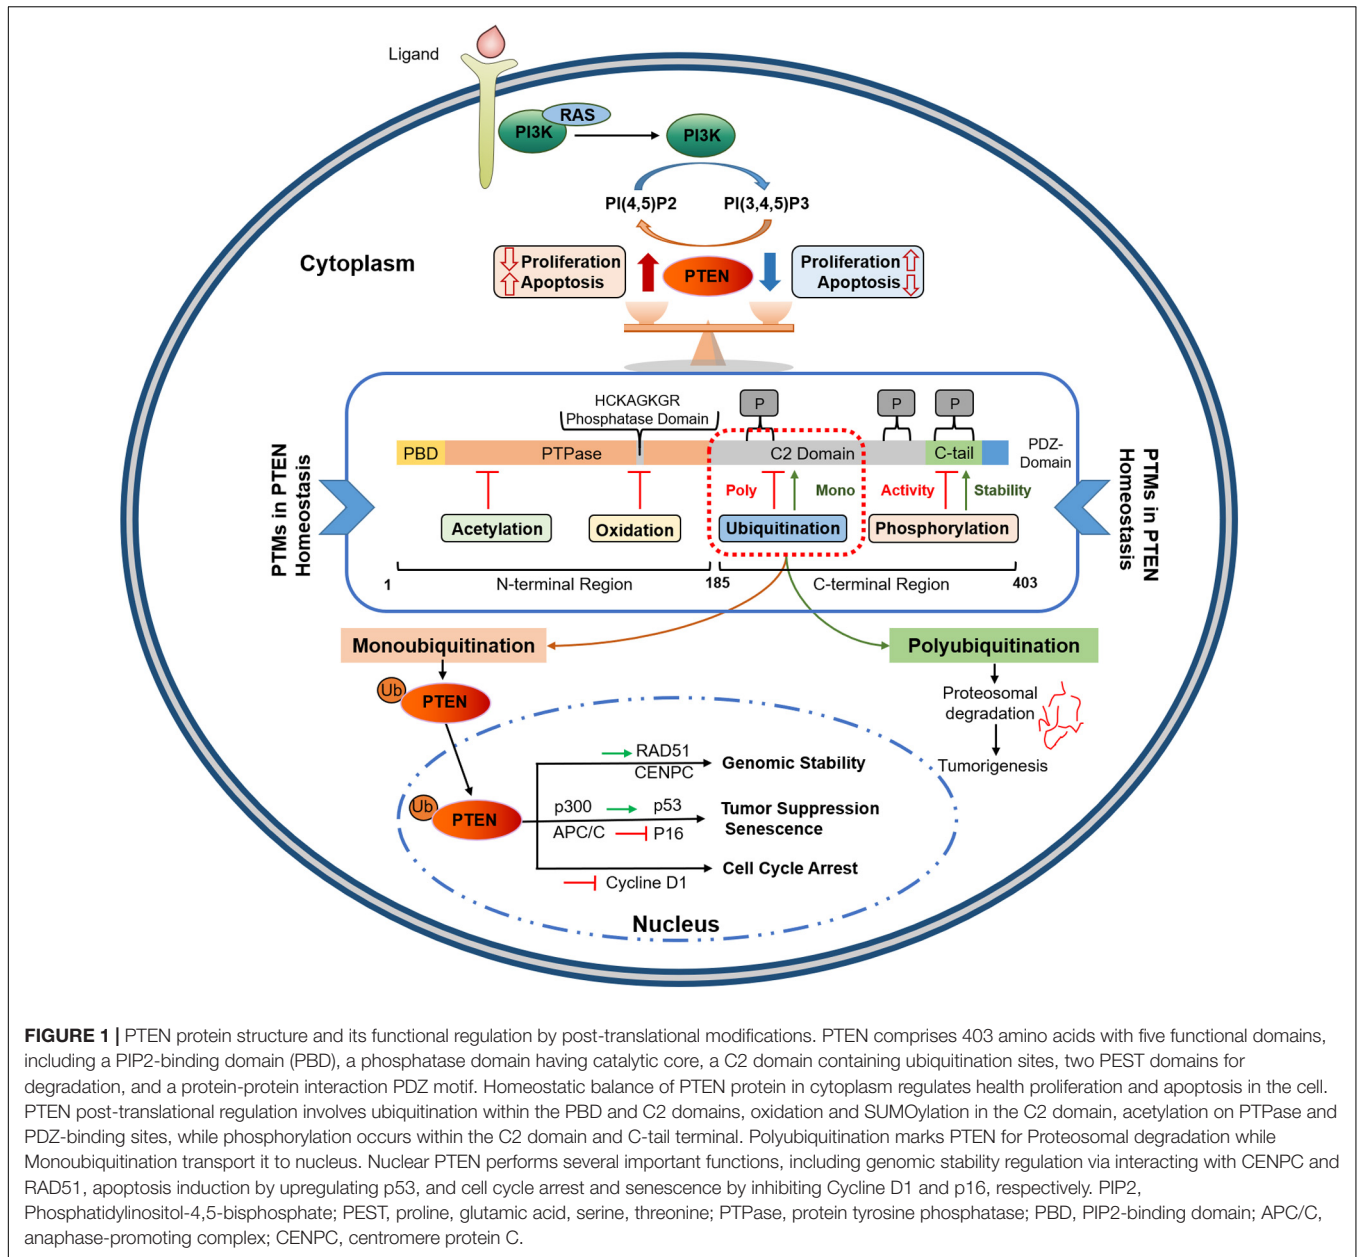 Ligand
RAS
PI3K
PI3K
PI(4,5)P2
PI(3,4,5)P3
Cytoplasm
Proliferation
Apoptosis
PTEN
Proliferation
Apoptosis
HCKAGKGR
Phosphatase Domain
P
P
P
PBD
PTPase
C2 Domain
C-tail
PDZ-
Domain
Poly
Mono
Activity
Stability
Acetylation
Oxidation
Ubiquitination
Phosphorylation
PTMs in PTEN
Homeostasis
PTMs in PTEN
Homeostasis
1
N-terminal Region
185
C-terminal Region
403
Monoubiquitination
Polyubiquitination
Ub
PTEN
Proteosomal
degradation
Tumorigenesis
Ub
PTEN
RAD51
CENPC
Genomic Stability
p300
p53
APC/C
P16
Tumor Suppression
Senescence
Cycline D1
Cell Cycle Arrest
Nucleus
FIGURE 1 | PTEN protein structure and its functional regulation by post-translational modifications. PTEN comprises 403 amino acids with five functional domains,
including a PIP2-binding domain (PBD), a phosphatase domain having catalytic core, a C2 domain containing ubiquitination sites, two PEST domains for
degradation, and a protein-protein interaction PDZ motif. Homeostatic balance of PTEN protein in cytoplasm regulates health proliferation and apoptosis in the cell.
PTEN post-translational regulation involves ubiquitination within the PBD and C2 domains, oxidation and SUMOylation in the C2 domain, acetylation on PTPase and
PDZ-binding sites, while phosphorylation occurs within the C2 domain and C-tail terminal. Polyubiquitination marks PTEN for Proteosomal degradation while
Monoubiquitination transport it to nucleus. Nuclear PTEN performs several important functions, including genomic stability regulation via interacting with CENPC and
RAD51, apoptosis induction by upregulating p53, and cell cycle arrest and senescence by inhibiting Cycline D1 and p16, respectively. PIP2,
Phosphatidylinositol-4,5-bisphosphate; PEST, proline, glutamic acid, serine, threonine; PTPase, protein tyrosine phosphatase; PBD, PIP2-binding domain; APC/C,
anaphase-promoting complex; CENPC, centromere protein C.